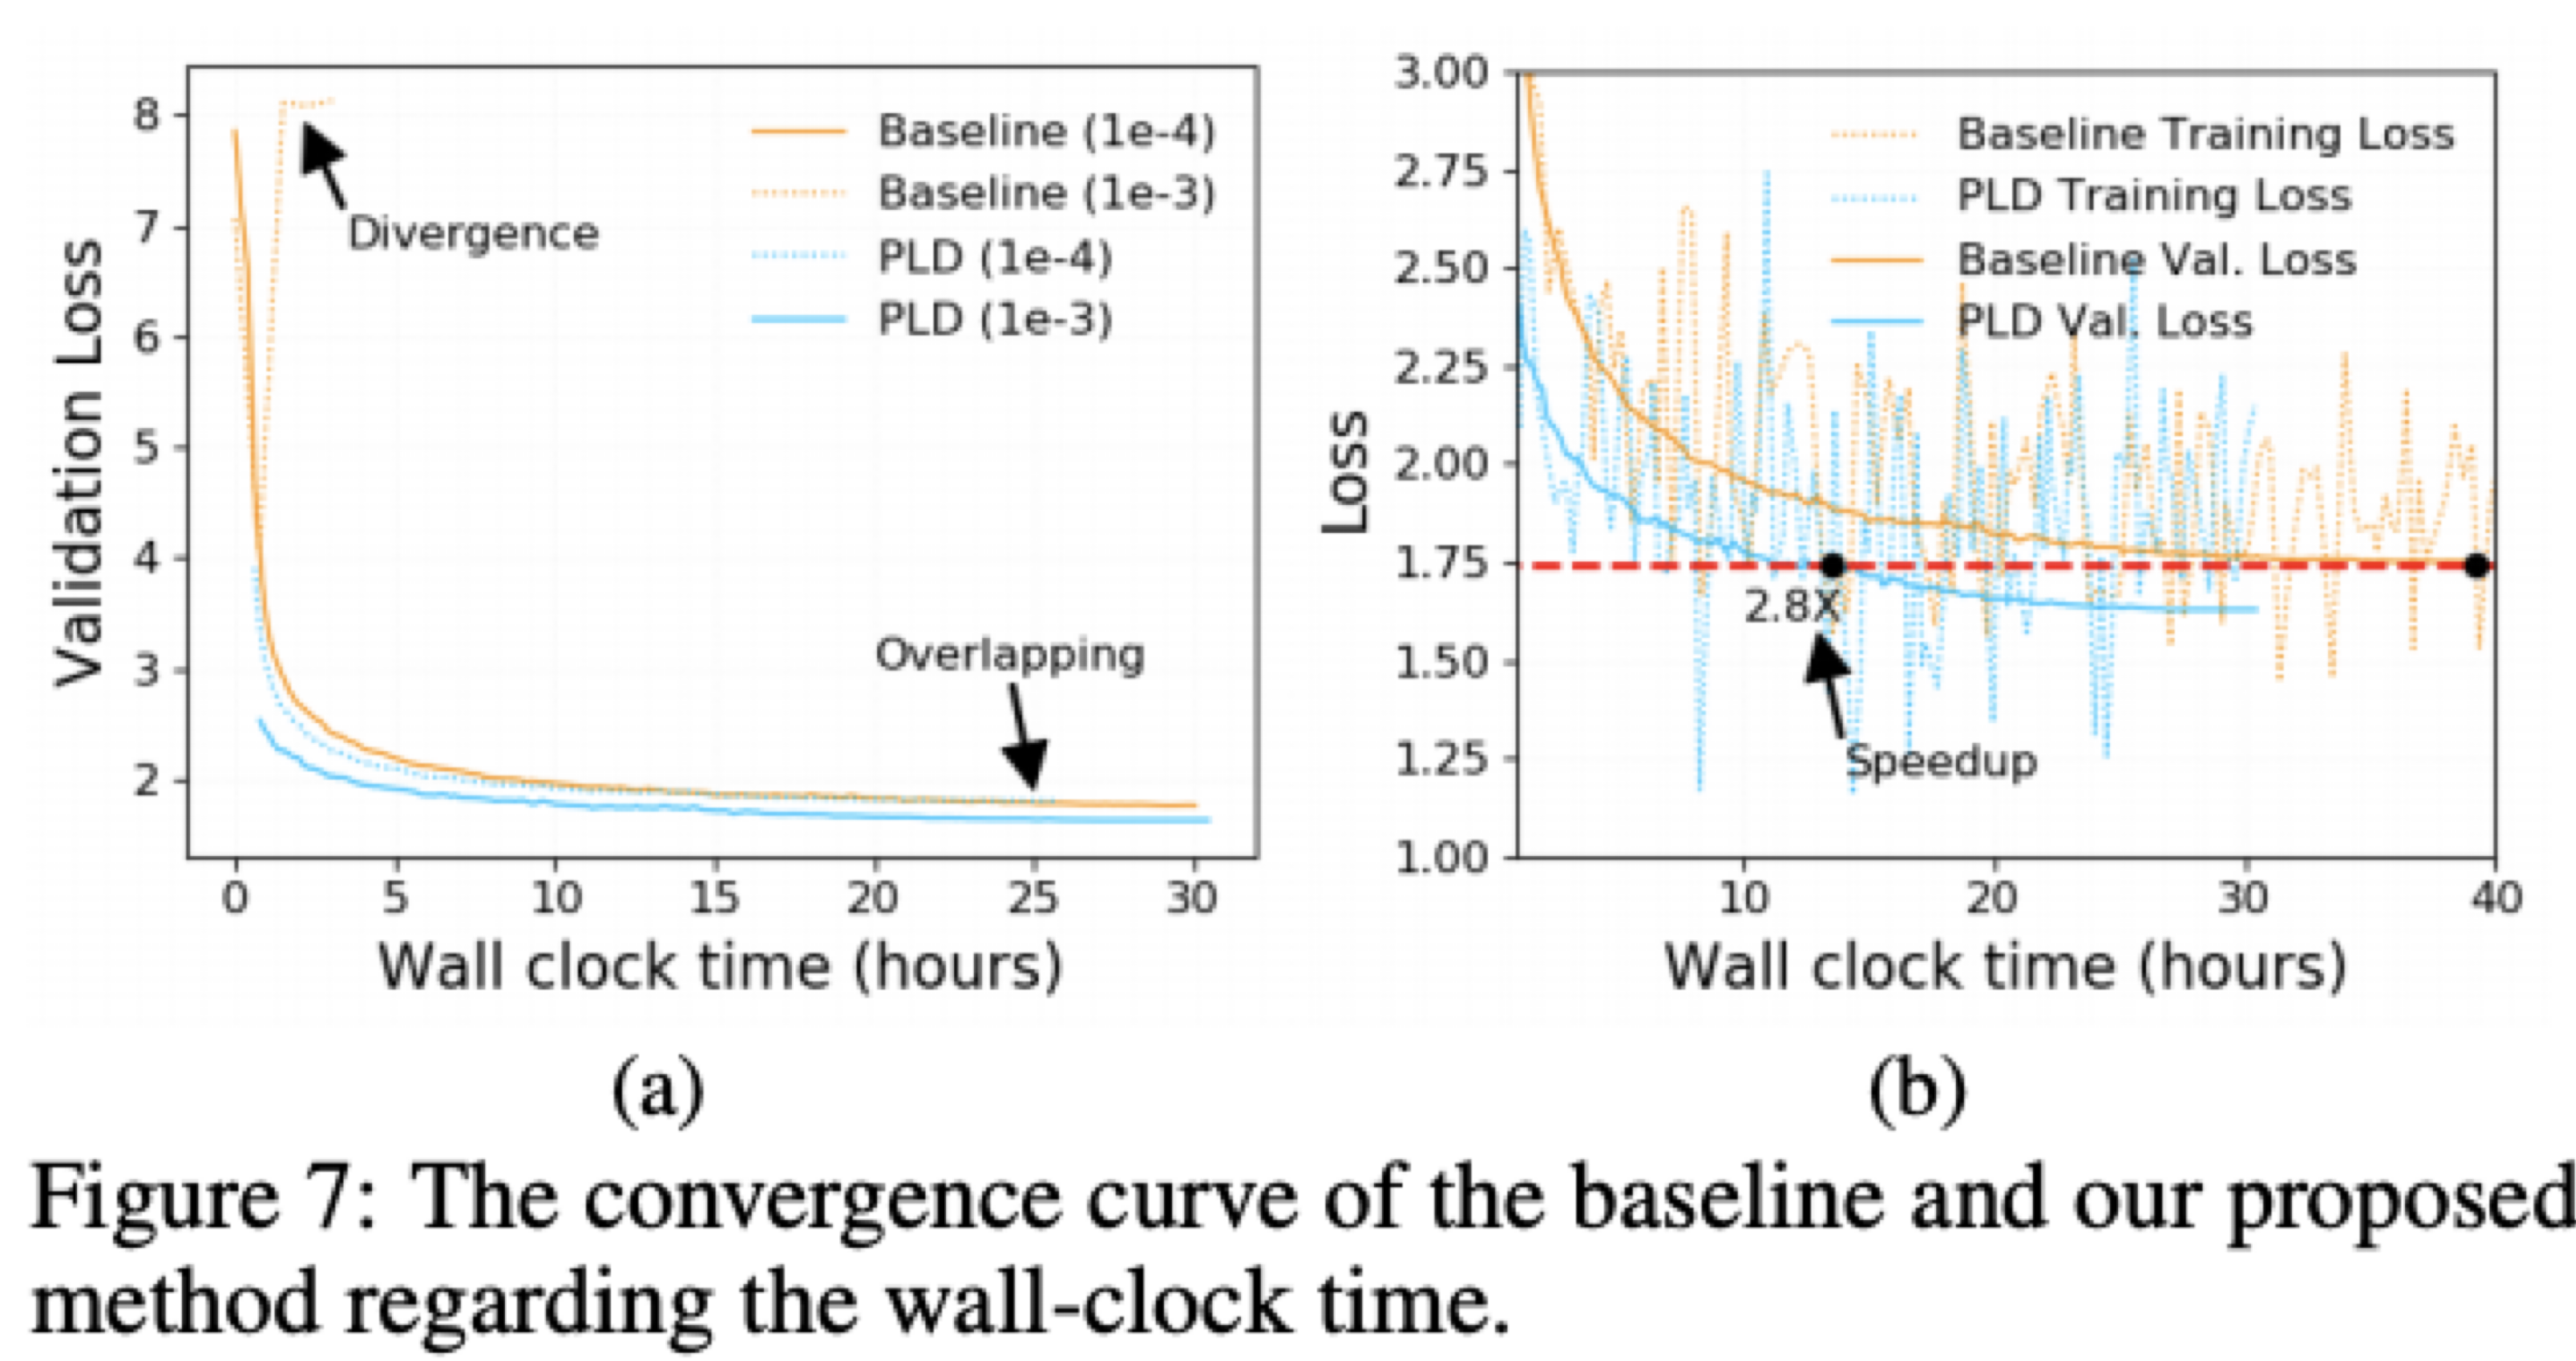 8
7
6
5
4
3
2
Validation Loss
Baseline (1e-4)
Baseline (1e-3)
PLD (1e-4)
PLD (1e-3)
Divergence
Overlapping
0 5 10 15 20 25 30
Wall clock time (hours)
(a)
3.00
2.75
2.50
2.25
2.00
1.75
1.50
1.25
1.00
Loss
Baseline Training Loss
PLD Training Loss
Baseline Val. Loss
PLD Val. Loss
2.8X
Speedup
10 20 30 40
Wall clock time (hours)
(b)
Figure 7: The convergence curve of the baseline and our proposed
method regarding the wall-clock time.